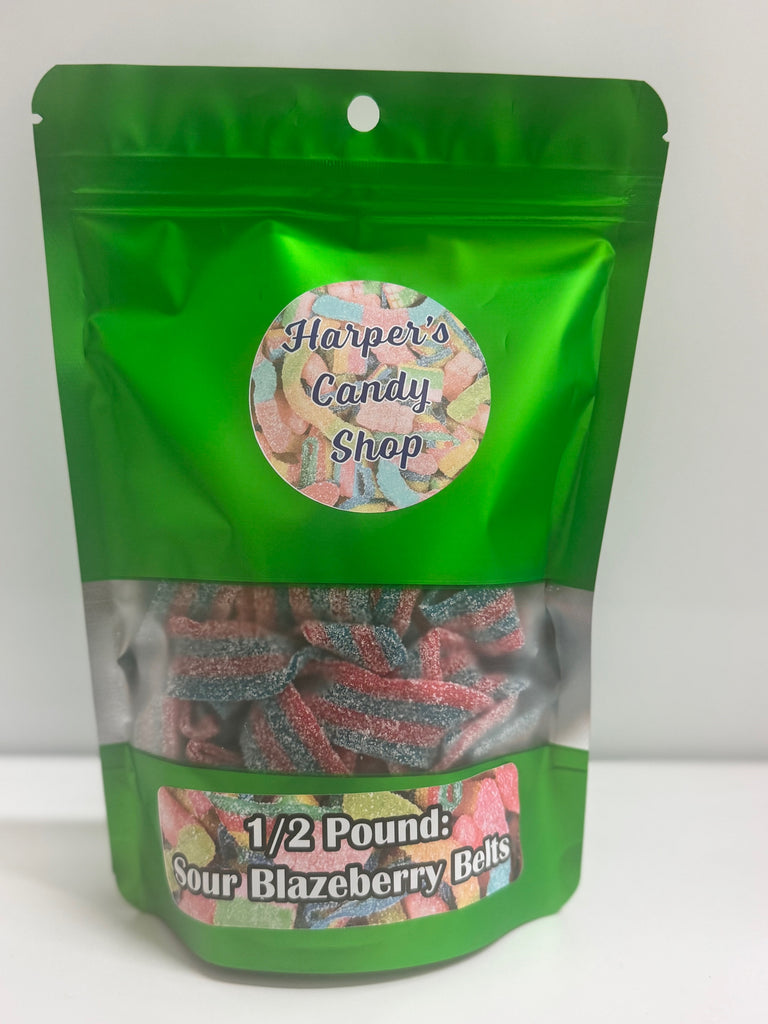 Harper's
Candy
Shop
1/2 Pound:
Sour Blazeberry Belts